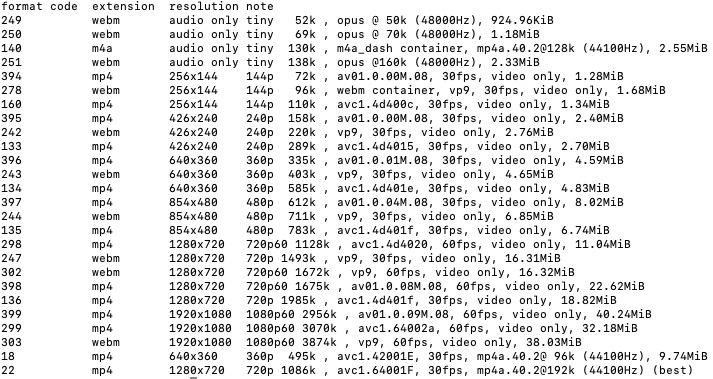 format code  extension  resolution note
249          webm       audio only tiny   52k , opus @ 50k (48000Hz), 924.96KiB
250          webm       audio only tiny   69k , opus @ 70k (48000Hz), 1.18MiB
140          m4a        audio only tiny  130k , m4a_dash container, mp4a.40.2@128k (44100Hz), 2.55MiB
251          webm       audio only tiny  138k , opus @160k (48000Hz), 2.33MiB
394          mp4        256x144    144p   72k , av01.0.00M.08, 30fps, video only, 1.28MiB
278          webm       256x144    144p   96k , webm container, vp9, 30fps, video only, 1.68MiB
160          mp4        256x144    144p  110k , avc1.4d400c, 30fps, video only, 1.34MiB
395          mp4        426x240    240p  158k , av01.0.00M.08, 30fps, video only, 2.40MiB
242          webm       426x240    240p  220k , vp9, 30fps, video only, 2.76MiB
133          mp4        426x240    240p  289k , avc1.4d4015, 30fps, video only, 2.70MiB
396          mp4        640x360    360p  335k , av01.0.01M.08, 30fps, video only, 4.59MiB
243          webm       640x360    360p  403k , vp9, 30fps, video only, 4.65MiB
134          mp4        640x360    360p  585k , avc1.4d401e, 30fps, video only, 4.83MiB
397          mp4        854x480    480p  612k , av01.0.04M.08, 30fps, video only, 8.02MiB
244          webm       854x480    480p  711k , vp9, 30fps, video only, 6.85MiB
135          mp4        854x480    480p  783k , avc1.4d401f, 30fps, video only, 6.74MiB
298          mp4        1280x720   720p60 1128k , avc1.4d4020, 60fps, video only, 11.04MiB
247          webm       1280x720   720p 1493k , vp9, 30fps, video only, 16.31MiB
302          webm       1280x720   720p60 1672k , vp9, 60fps, video only, 16.32MiB
398          mp4        1280x720   720p60 1675k , av01.0.08M.08, 60fps, video only, 22.62MiB
136          mp4        1280x720   720p 1985k , avc1.4d401f, 30fps, video only, 18.82MiB
399          mp4        1920x1080  1080p60 2956k , av01.0.09M.08, 60fps, video only, 40.24MiB
299          mp4        1920x1080  1080p60 3070k , avc1.64002a, 60fps, video only, 32.18MiB
303          webm       1920x1080  1080p60 3874k , vp9, 60fps, video only, 38.03MiB
18           mp4        640x360    360p  495k , avc1.42001E, 30fps, mp4a.40.2@ 96k (44100Hz), 9.74MiB
22           mp4        1280x720   720p 1086k , avc1.64001F, 30fps, mp4a.40.2@192k (44100Hz) (best)